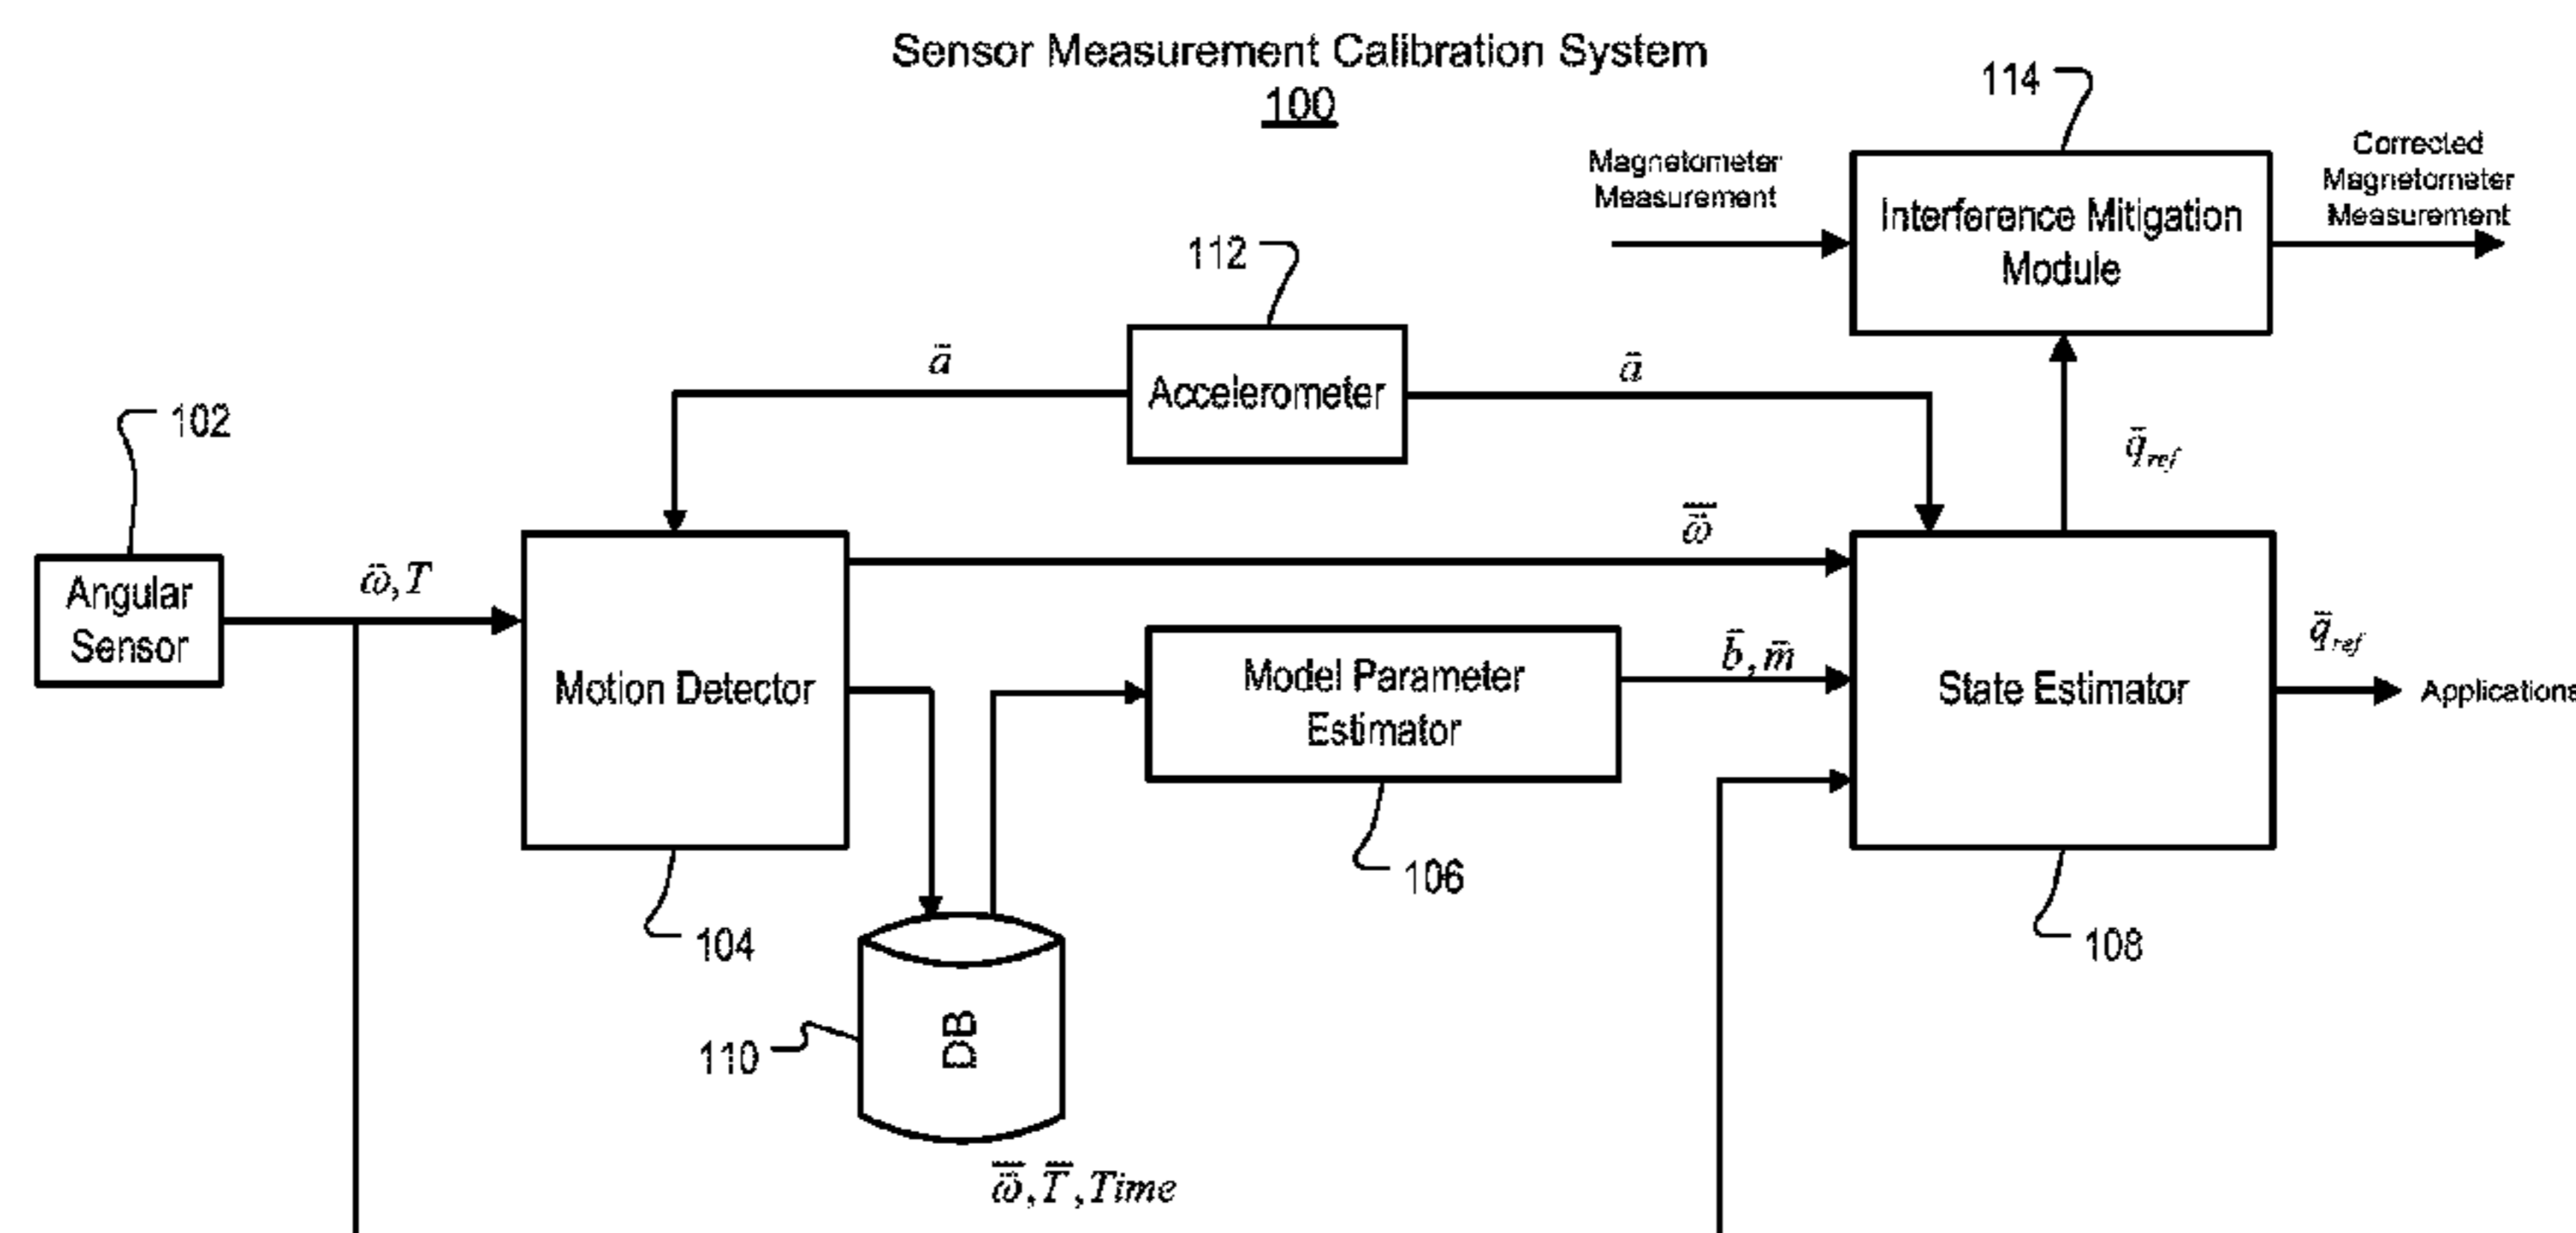 Sensor Measurement Calibration System
100
114
Magnetometer
Measurement
Corrected
Magnetometer
Measurement
Interference Mitigation
Module
112
ā
Accelerometer
ā
102
q̄ref
Angular
Sensor
ω̄, T
Motion Detector
ω̿
Model Parameter
Estimator
b̄, m̄
State Estimator
q̄ref
Applications
106
104
108
110
DB
ω̿, T̅, Time